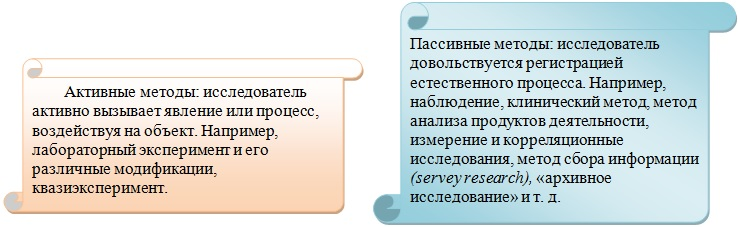 Активные методы: исследователь
активно вызывает явление или процесс,
воздействуя на объект. Например,
лабораторный эксперимент и его
различные модификации,
квазиэксперимент.
Пассивные методы: исследователь
довольствуется регистрацией
естественного процесса. Например,
наблюдение, клинический метод, метод
анализа продуктов деятельности,
измерение и корреляционные
исследования, метод сбора информации
(servey research), «архивное
исследование» и т. д.